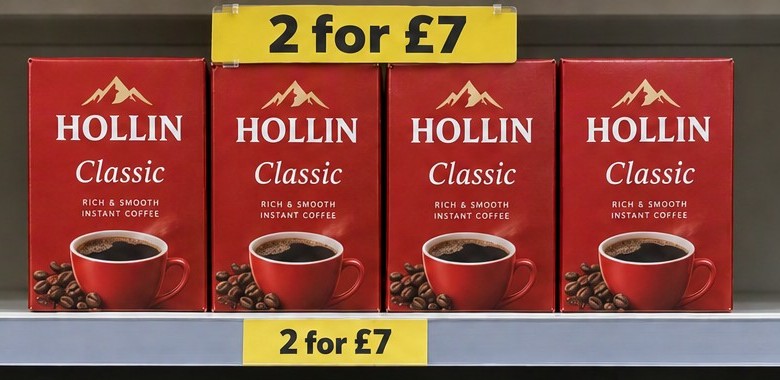 2 for £7
HOLLIN
Classic
RICH & SMOOTH
INSTANT COFFEE
HOLLIN
Classic
RICH & SMOOTH
INSTANT COFFEE
HOLLIN
Classic
RICH & SMOOTH
INSTANT COFFEE
HOLLIN
Classic
RICH & SMOOTH
INSTANT COFFEE
2 for £7